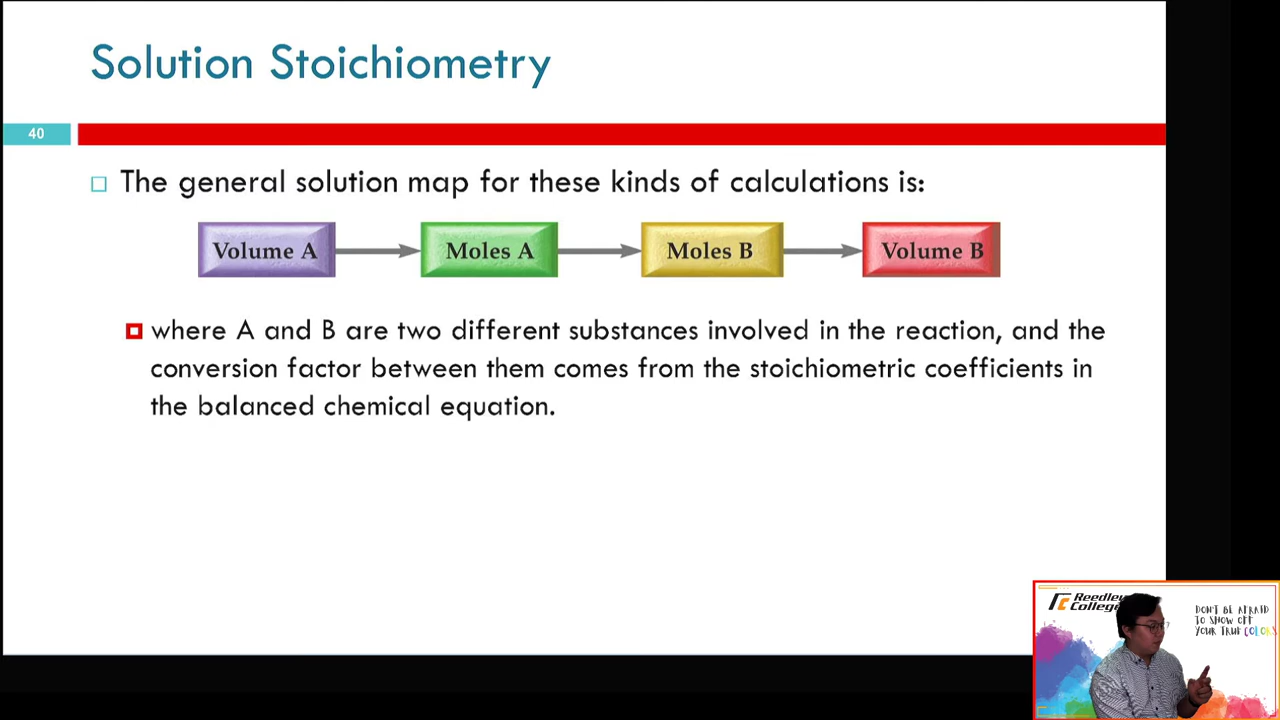 Solution Stoichiometry
40
The general solution map for these kinds of calculations is:
Volume A
Moles A
Moles B
Volume B
where A and B are two different substances involved in the reaction, and the
conversion factor between them comes from the stoichiometric coefficients in
the balanced chemical equation.
Reedley
College
DON'T BE AFRAID
TO SHOW OFF
YOUR TRUE COLORS